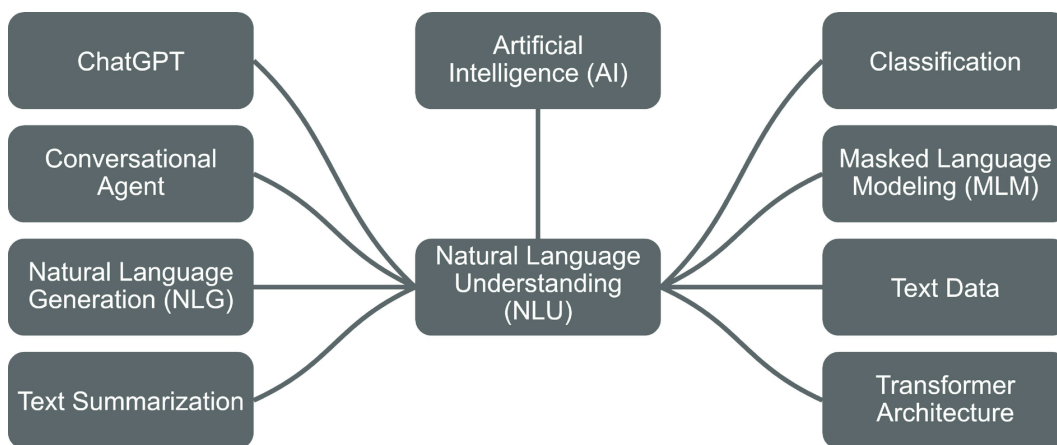 ChatGPT
Artificial
Intelligence (AI)
Classification
Conversational
Agent
Masked Language
Modeling (MLM)
Natural Language
Generation (NLG)
Natural Language
Understanding
(NLU)
Text Data
Text Summarization
Transformer
Architecture